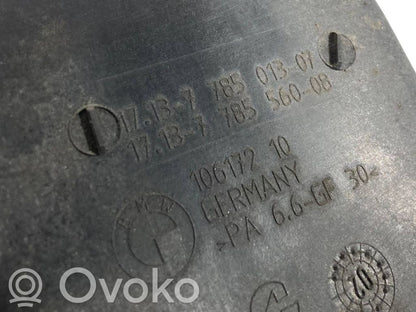 17.13-7 785 013-07
17.13-7 785 560-08
106172 10
GERMANY
>PA 6.6-GF 30<
BMW
Ovoko